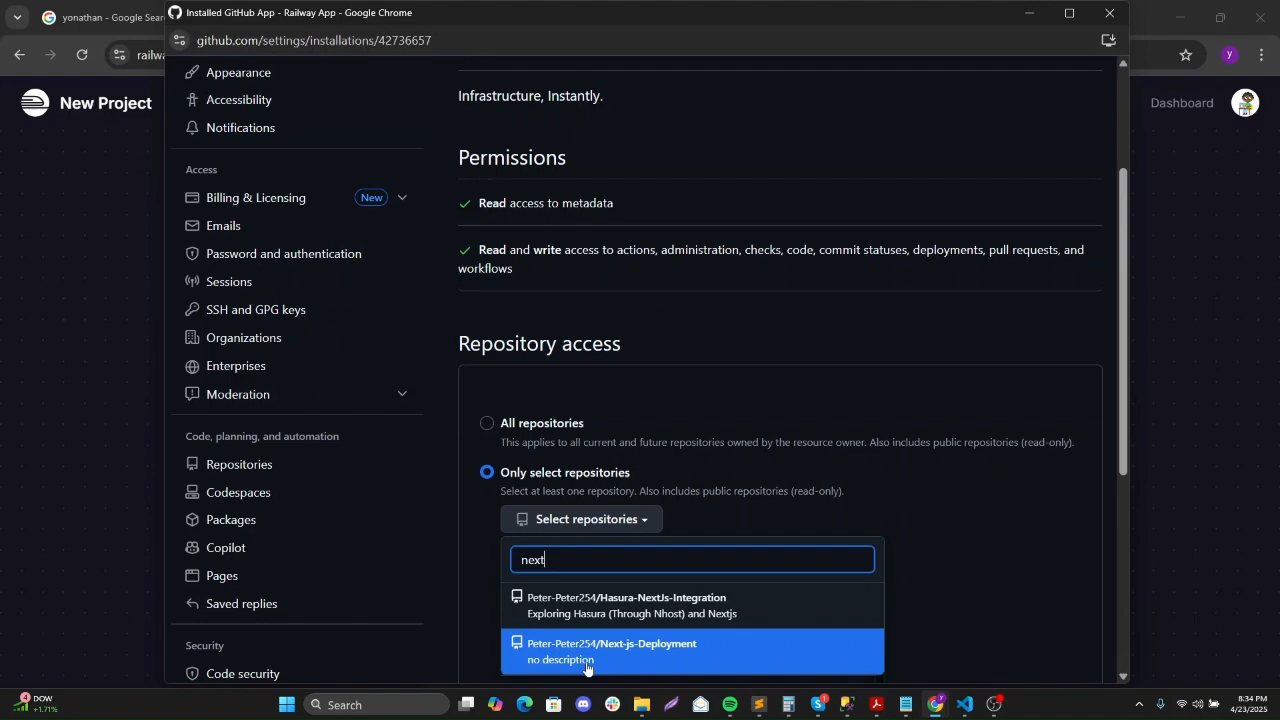 yonathan - Google Sear
Installed GitHub App - Railway App - Google Chrome
railw
github.com/settings/installations/42736657
y
New Project
Dashboard
Appearance
Accessibility
Notifications
Access
Billing & Licensing
New
Emails
Password and authentication
Sessions
SSH and GPG keys
Organizations
Enterprises
Moderation
Code, planning, and automation
Repositories
Codespaces
Packages
Copilot
Pages
Saved replies
Security
Code security
Infrastructure, Instantly.
Permissions
Read access to metadata
Read and write access to actions, administration, checks, code, commit statuses, deployments, pull requests, and
workflows
Repository access
All repositories
This applies to all current and future repositories owned by the resource owner. Also includes public repositories (read-only).
Only select repositories
Select at least one repository. Also includes public repositories (read-only).
Select repositories
next
Peter-Peter254/Hasura-NextJs-Integration
Exploring Hasura (Through Nhost) and Nextjs
Peter-Peter254/Next-js-Deployment
no description
4
DOW
+1.71%
Search
1
8:34 PM
4/23/2025